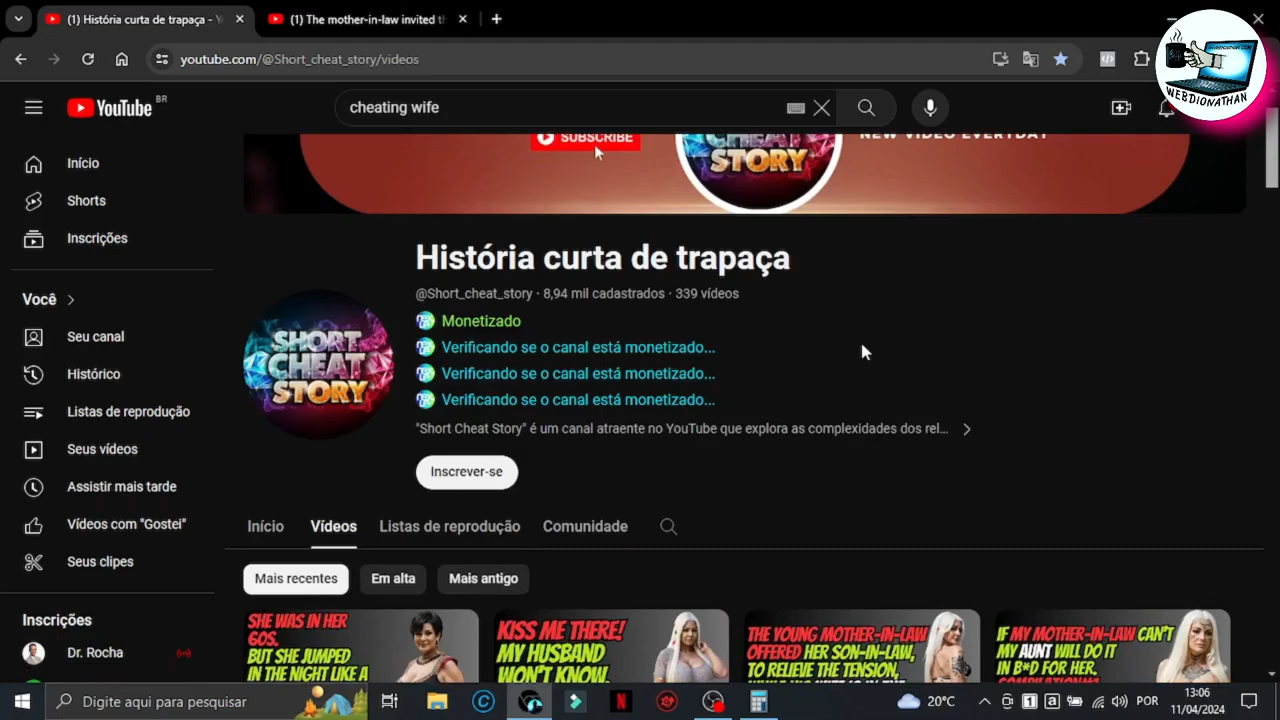 (1) História curta de trapaça - Y
(1) The mother-in-law invited t
youtube.com/@Short_cheat_story/videos
WEBDIONATHAN
YouTube BR
cheating wife
SUBSCRIBE
CHEAT
STORY
NEW VIDEO EVERYDAY
Início
Shorts
Inscrições
Você
Seu canal
Histórico
Listas de reprodução
Seus vídeos
Assistir mais tarde
Vídeos com "Gostei"
Seus clipes
Inscrições
Dr. Rocha
SHORT
CHEAT
STORY
História curta de trapaça
@Short_cheat_story · 8,94 mil cadastrados · 339 vídeos
Monetizado
Verificando se o canal está monetizado...
Verificando se o canal está monetizado...
Verificando se o canal está monetizado...
"Short Cheat Story" é um canal atraente no YouTube que explora as complexidades dos rel...
Inscrever-se
Início
Vídeos
Listas de reprodução
Comunidade
Mais recentes
Em alta
Mais antigo
SHE WAS IN HER
60S.
BUT SHE JUMPED
IN THE NIGHT LIKE A
KISS ME THERE!
MY HUSBAND
WON'T KNOW.
THE YOUNG MOTHER-IN-LAW
OFFERED HER SON-IN-LAW,
TO RELIEVE THE TENSION,
IF MY MOTHER-IN-LAW CAN'T
MY AUNT WILL DO IT
IN B*D FOR HER.
Digite aqui para pesquisar
20°C
POR
13:06
11/04/2024